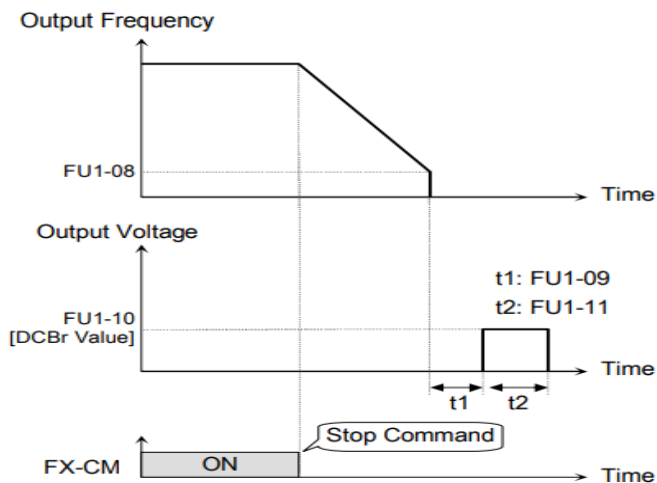 Output Frequency
FU1-08
Time
Output Voltage
t1: FU1-09
t2: FU1-11
FU1-10
[DCBr Value]
Time
t1
t2
Stop Command
FX-CM
ON
Time